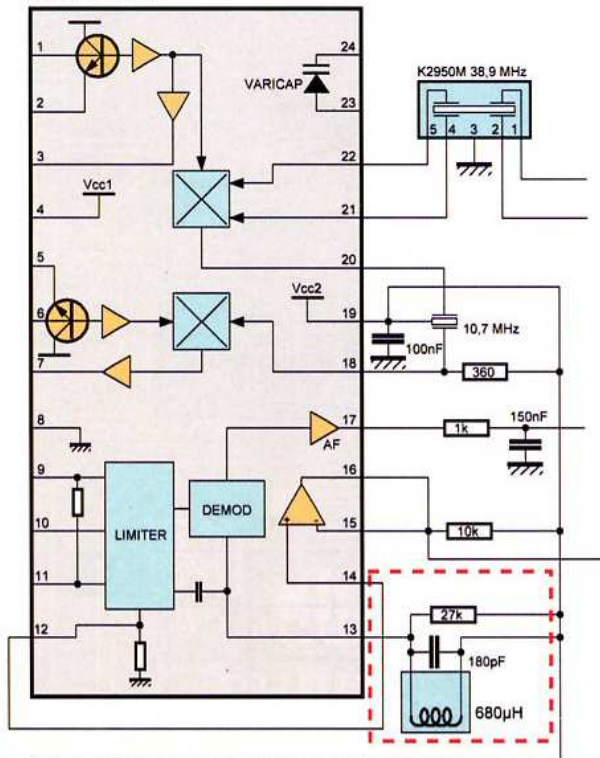 1
24
K2950M 38,9 MHz
VARICAP
2
23
5 4 3 2 1
3
22
Vcc1
4
21
5
20
Vcc2
6
19
10,7 MHz
100nF
7
18
360
8
17
150nF
AF
1k
9
16
DEMOD
+ -
10
LIMITER
15
10k
11
14
12
13
27k
180pF
680µH